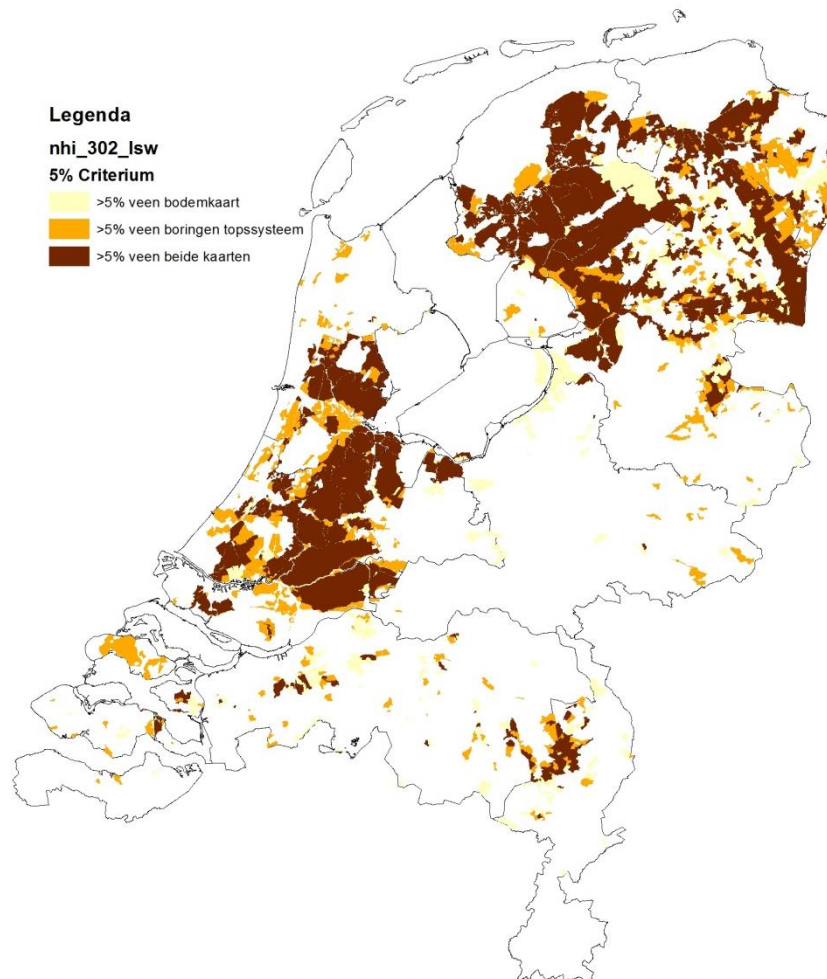 Legenda
nhi_302_lsw
5% Criterium
>5% veen bodemkaart
>5% veen boringen topssysteem
>5% veen beide kaarten